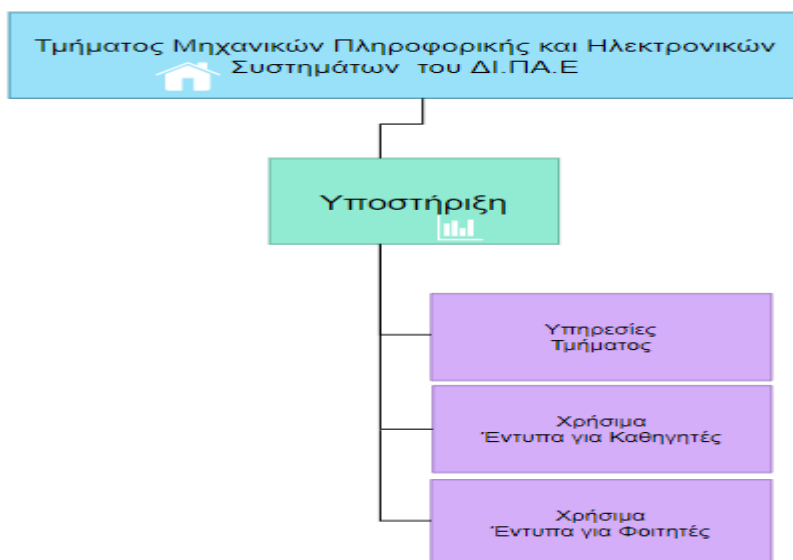 Τμήματος Μηχανικών Πληροφορικής και Ηλεκτρονικών
Συστημάτων του ΔΙ.ΠΑ.Ε
Υποστήριξη
Υπηρεσίες
Τμήματος
Χρήσιμα
Έντυπα για Καθηγητές
Χρήσιμα
Έντυπα για Φοιτητές